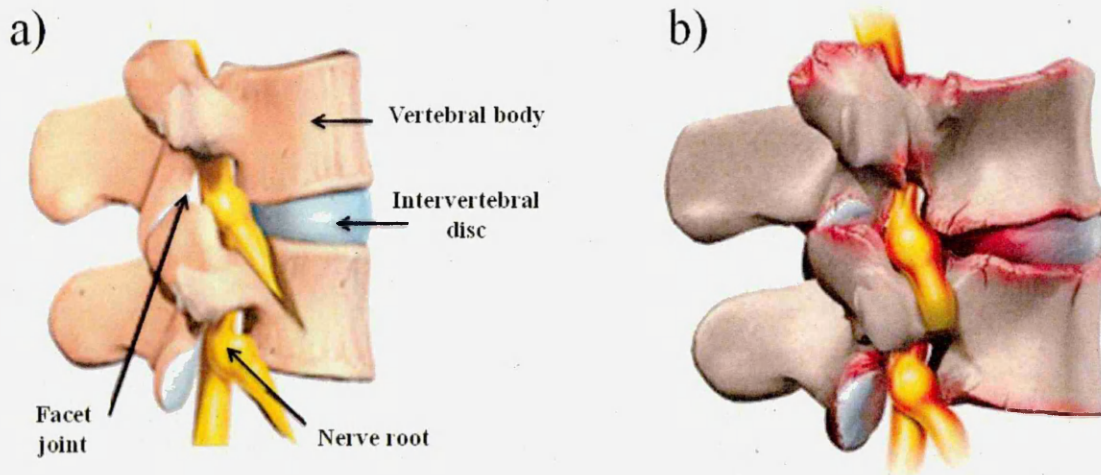 a)
b)
Vertebral body
Intervertebral
disc
Facet
joint
Nerve root